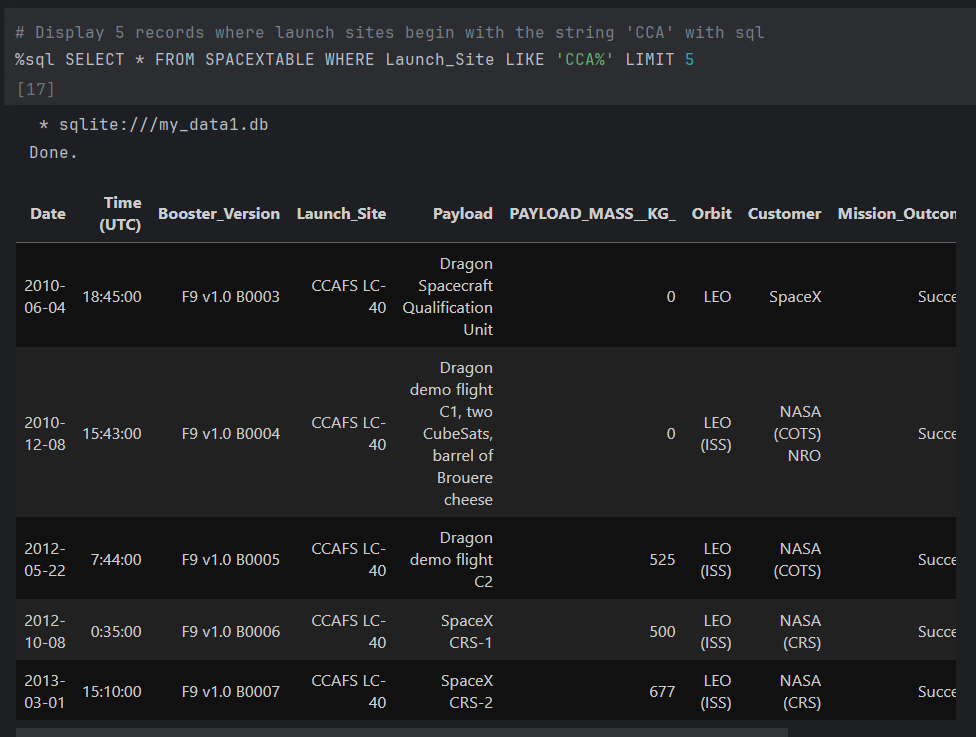 # Display 5 records where launch sites begin with the string 'CCA' with sql
%sql SELECT * FROM SPACEXTABLE WHERE Launch_Site LIKE 'CCA%' LIMIT 5
[17]
* sqlite:///my_data1.db
Done.
Date Time (UTC) Booster_Version Launch_Site Payload PAYLOAD_MASS__KG_ Orbit Customer Mission_Outcom
2010-06-04 18:45:00 F9 v1.0 B0003 CCAFS LC-40 Dragon Spacecraft Qualification Unit 0 LEO SpaceX Succe
2010-12-08 15:43:00 F9 v1.0 B0004 CCAFS LC-40 Dragon demo flight C1, two CubeSats, barrel of Brouere cheese 0 LEO (ISS) NASA (COTS) NRO Succe
2012-05-22 7:44:00 F9 v1.0 B0005 CCAFS LC-40 Dragon demo flight C2 525 LEO (ISS) NASA (COTS) Succe
2012-10-08 0:35:00 F9 v1.0 B0006 CCAFS LC-40 SpaceX CRS-1 500 LEO (ISS) NASA (CRS) Succe
2013-03-01 15:10:00 F9 v1.0 B0007 CCAFS LC-40 SpaceX CRS-2 677 LEO (ISS) NASA (CRS) Succe